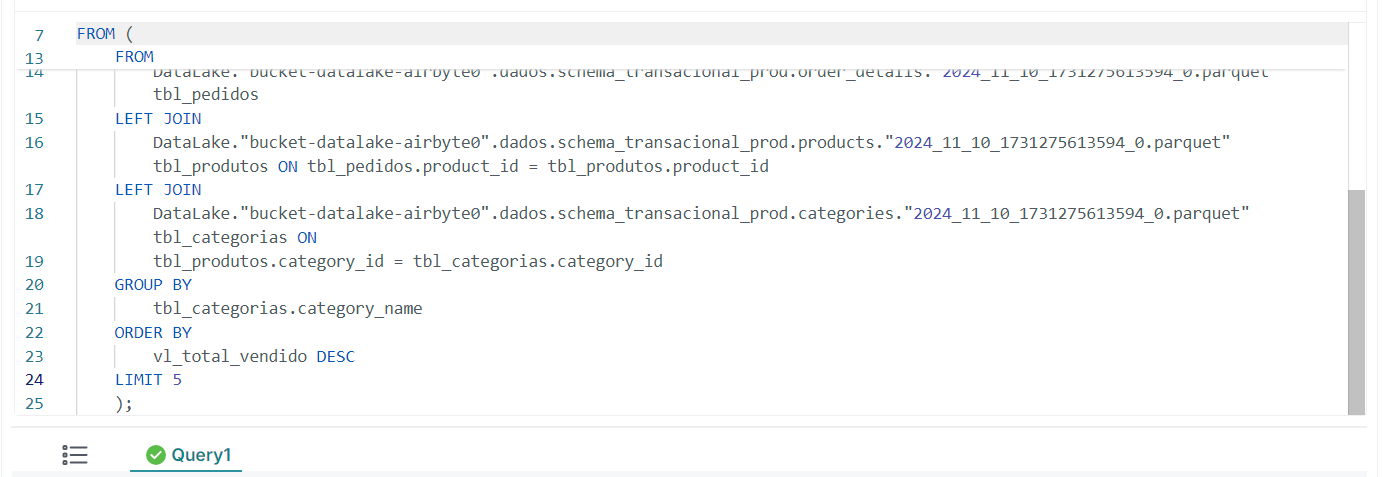 7 FROM (
13 FROM
14 DataLake."bucket-datalake-airbyte0".dados.schema_transacional_prod.order_details."2024_11_10_1731275613594_0.parquet"
tbl_pedidos
15 LEFT JOIN
16 DataLake."bucket-datalake-airbyte0".dados.schema_transacional_prod.products."2024_11_10_1731275613594_0.parquet"
tbl_produtos ON tbl_pedidos.product_id = tbl_produtos.product_id
17 LEFT JOIN
18 DataLake."bucket-datalake-airbyte0".dados.schema_transacional_prod.categories."2024_11_10_1731275613594_0.parquet"
tbl_categorias ON
19 tbl_produtos.category_id = tbl_categorias.category_id
20 GROUP BY
21 tbl_categorias.category_name
22 ORDER BY
23 vl_total_vendido DESC
24 LIMIT 5
25 );
Query1